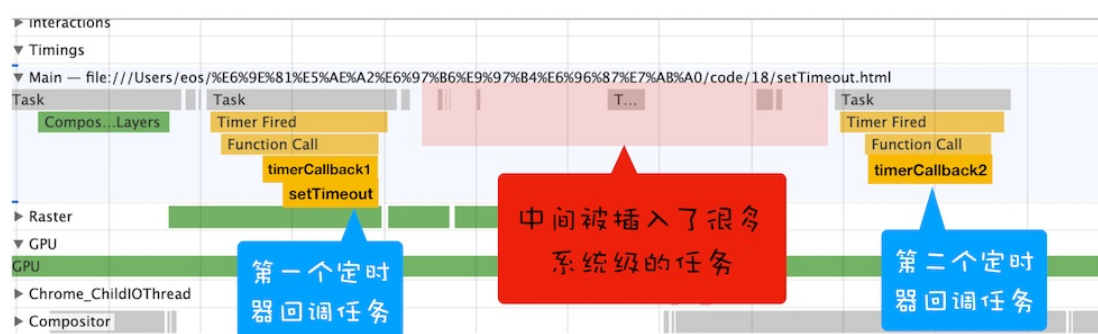 Interactions
Timings
Main — file:///Users/eos/%E6%9E%81%E5%AE%A2%E6%97%B6%E9%97%B4%E6%96%87%E7%AB%A0/code/18/setTimeout.html
Task
Task
T...
Task
Compos...Layers
Timer Fired
Timer Fired
Function Call
Function Call
timerCallback1
timerCallback2
setTimeout
Raster
中间被插入了很多
系统级的任务
GPU
GPU
第一个定时
器回调任务
第二个定时
器回调任务
Chrome_ChildIOThread
Compositor